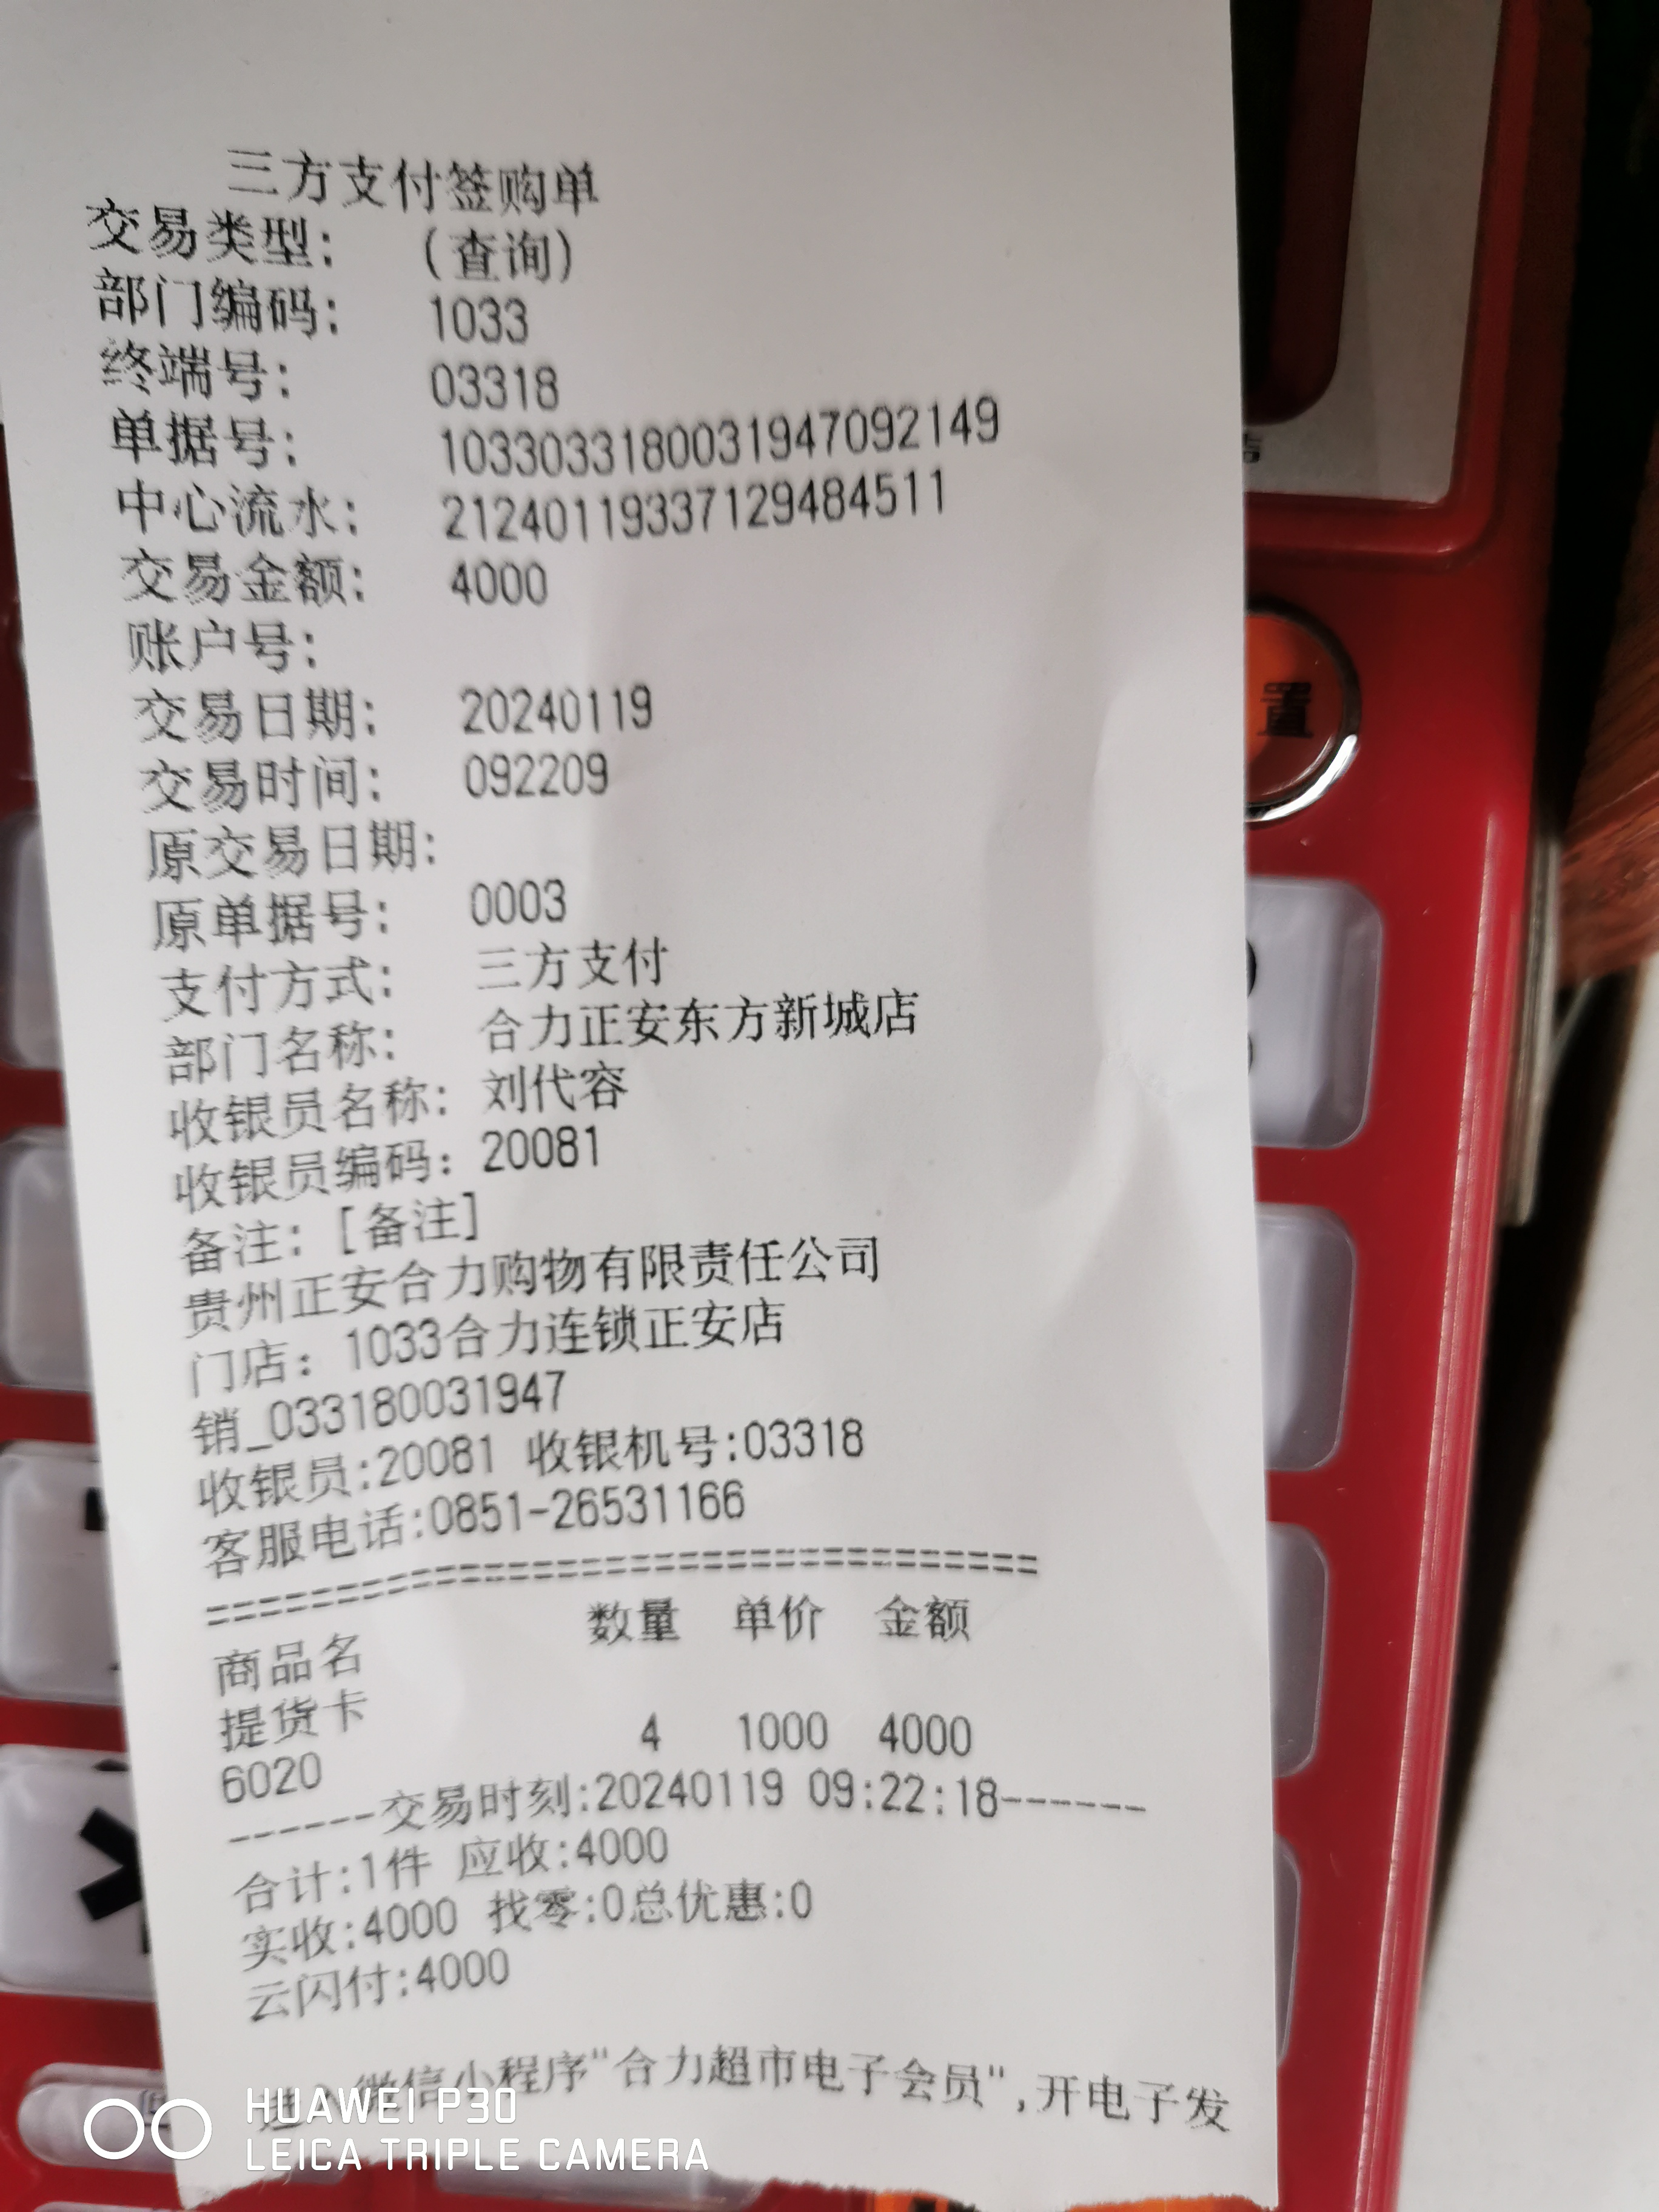 三方支付签购单
交易类型: (查询)
部门编码: 1033
终端号: 03318
单据号: 1033033180031947092149
中心流水: 21240119337129484511
交易金额: 4000
账户号:
交易日期: 20240119
交易时间: 092209
原交易日期:
原单据号: 0003
支付方式: 三方支付
部门名称: 合力正安东方新城店
收银员名称: 刘代容
收银员编码: 20081
备注: [备注]
贵州正安合力购物有限责任公司
门店: 1033合力连锁正安店
销_033180031947
收银员:20081 收银机号:03318
客服电话:0851-26531166
====================================
商品名 数量 单价 金额
提货卡
6020 4 1000 4000
------交易时刻:20240119 09:22:18------
合计:1件 应收:4000
实收:4000 找零:0总优惠:0
云闪付:4000
微信小程序"合力超市电子会员",开电子发
HUAWEI P30
LEICA TRIPLE CAMERA
置